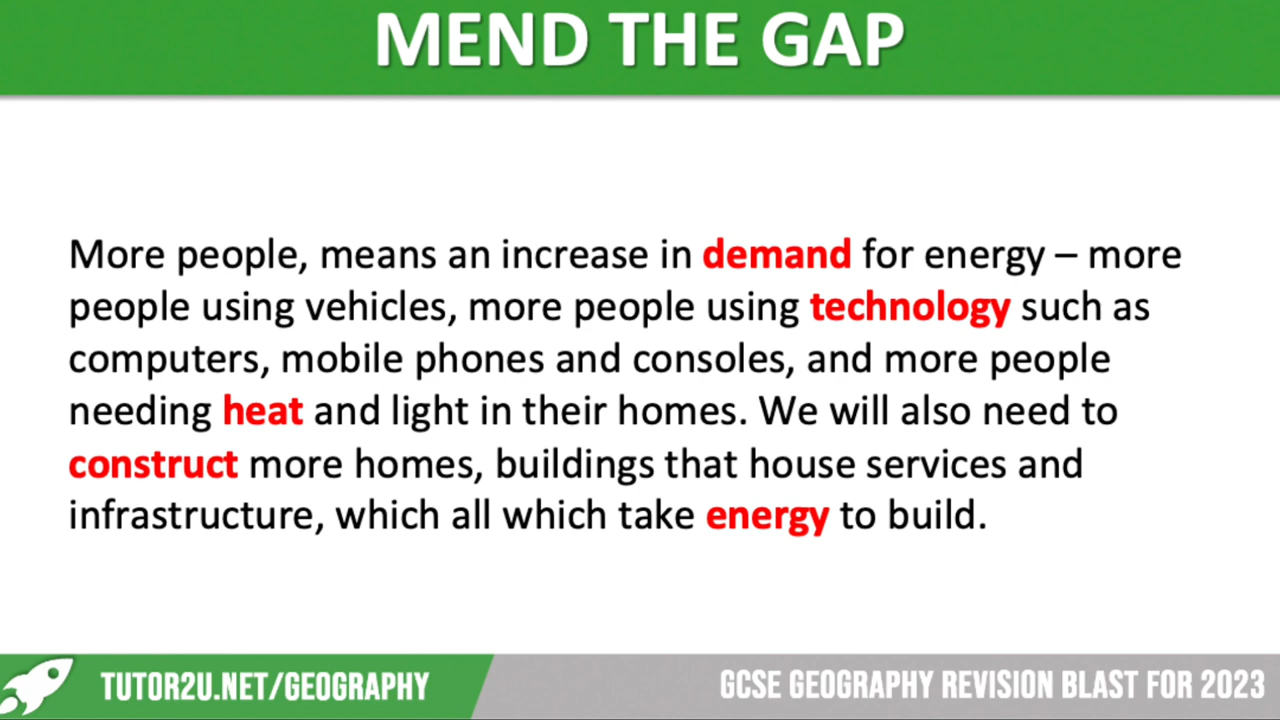 MEND THE GAP
More people, means an increase in demand for energy – more
people using vehicles, more people using technology such as
computers, mobile phones and consoles, and more people
needing heat and light in their homes. We will also need to
construct more homes, buildings that house services and
infrastructure, which all which take energy to build.
TUTOR2U.NET/GEOGRAPHY
GCSE GEOGRAPHY REVISION BLAST FOR 2023